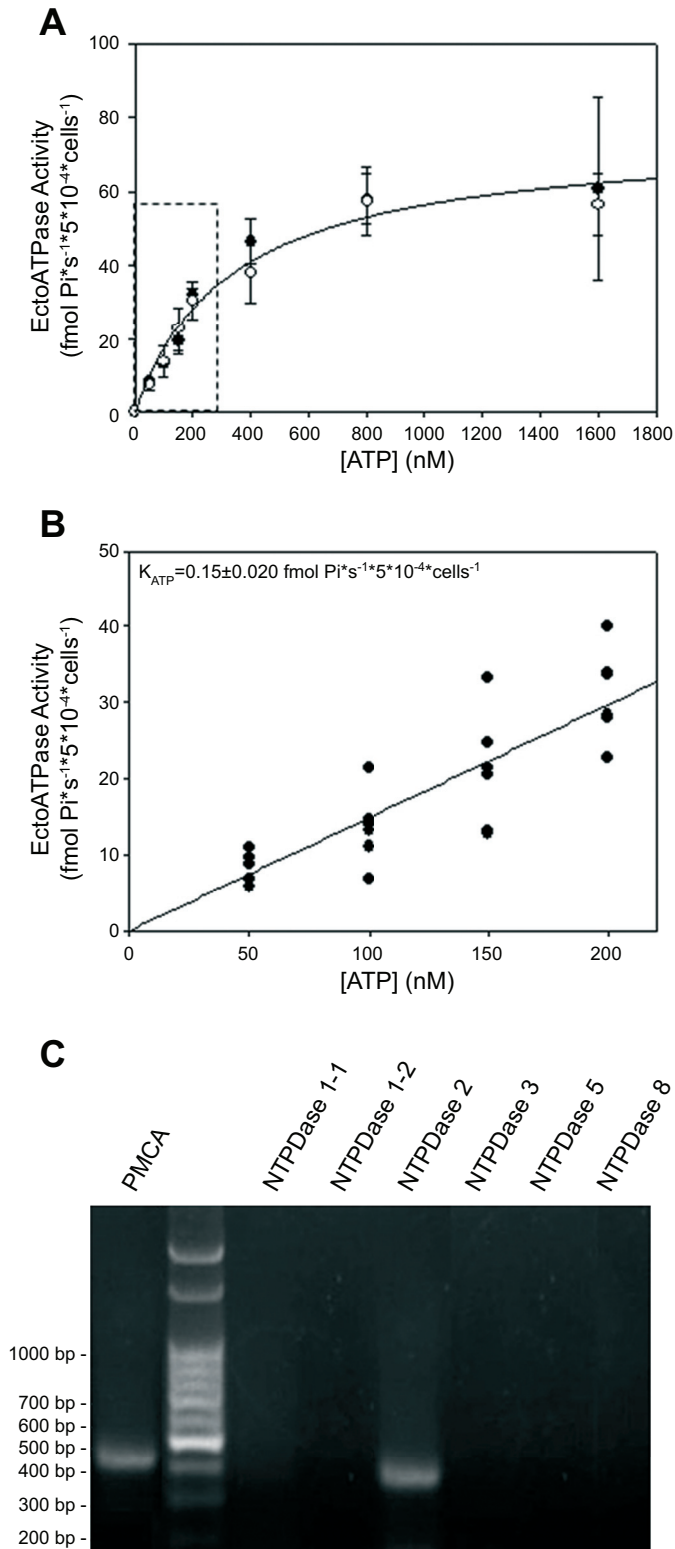 A
EctoATPase Activity
(fmol Pi*s⁻¹*5*10⁻⁴*cells⁻¹)
100
80
60
40
20
0
0 200 400 600 800 1000 1200 1400 1600 1800
[ATP] (nM)
B
EctoATPase Activity
(fmol Pi*s⁻¹*5*10⁻⁴*cells⁻¹)
K_ATP=0.15±0.020 fmol Pi*s⁻¹*5*10⁻⁴*cells⁻¹
50
40
30
20
10
0
0 50 100 150 200
[ATP] (nM)
C
PMCA
NTPDase 1-1
NTPDase 1-2
NTPDase 2
NTPDase 3
NTPDase 5
NTPDase 8
1000 bp -
700 bp -
600 bp -
500 bp -
400 bp -
300 bp -
200 bp -